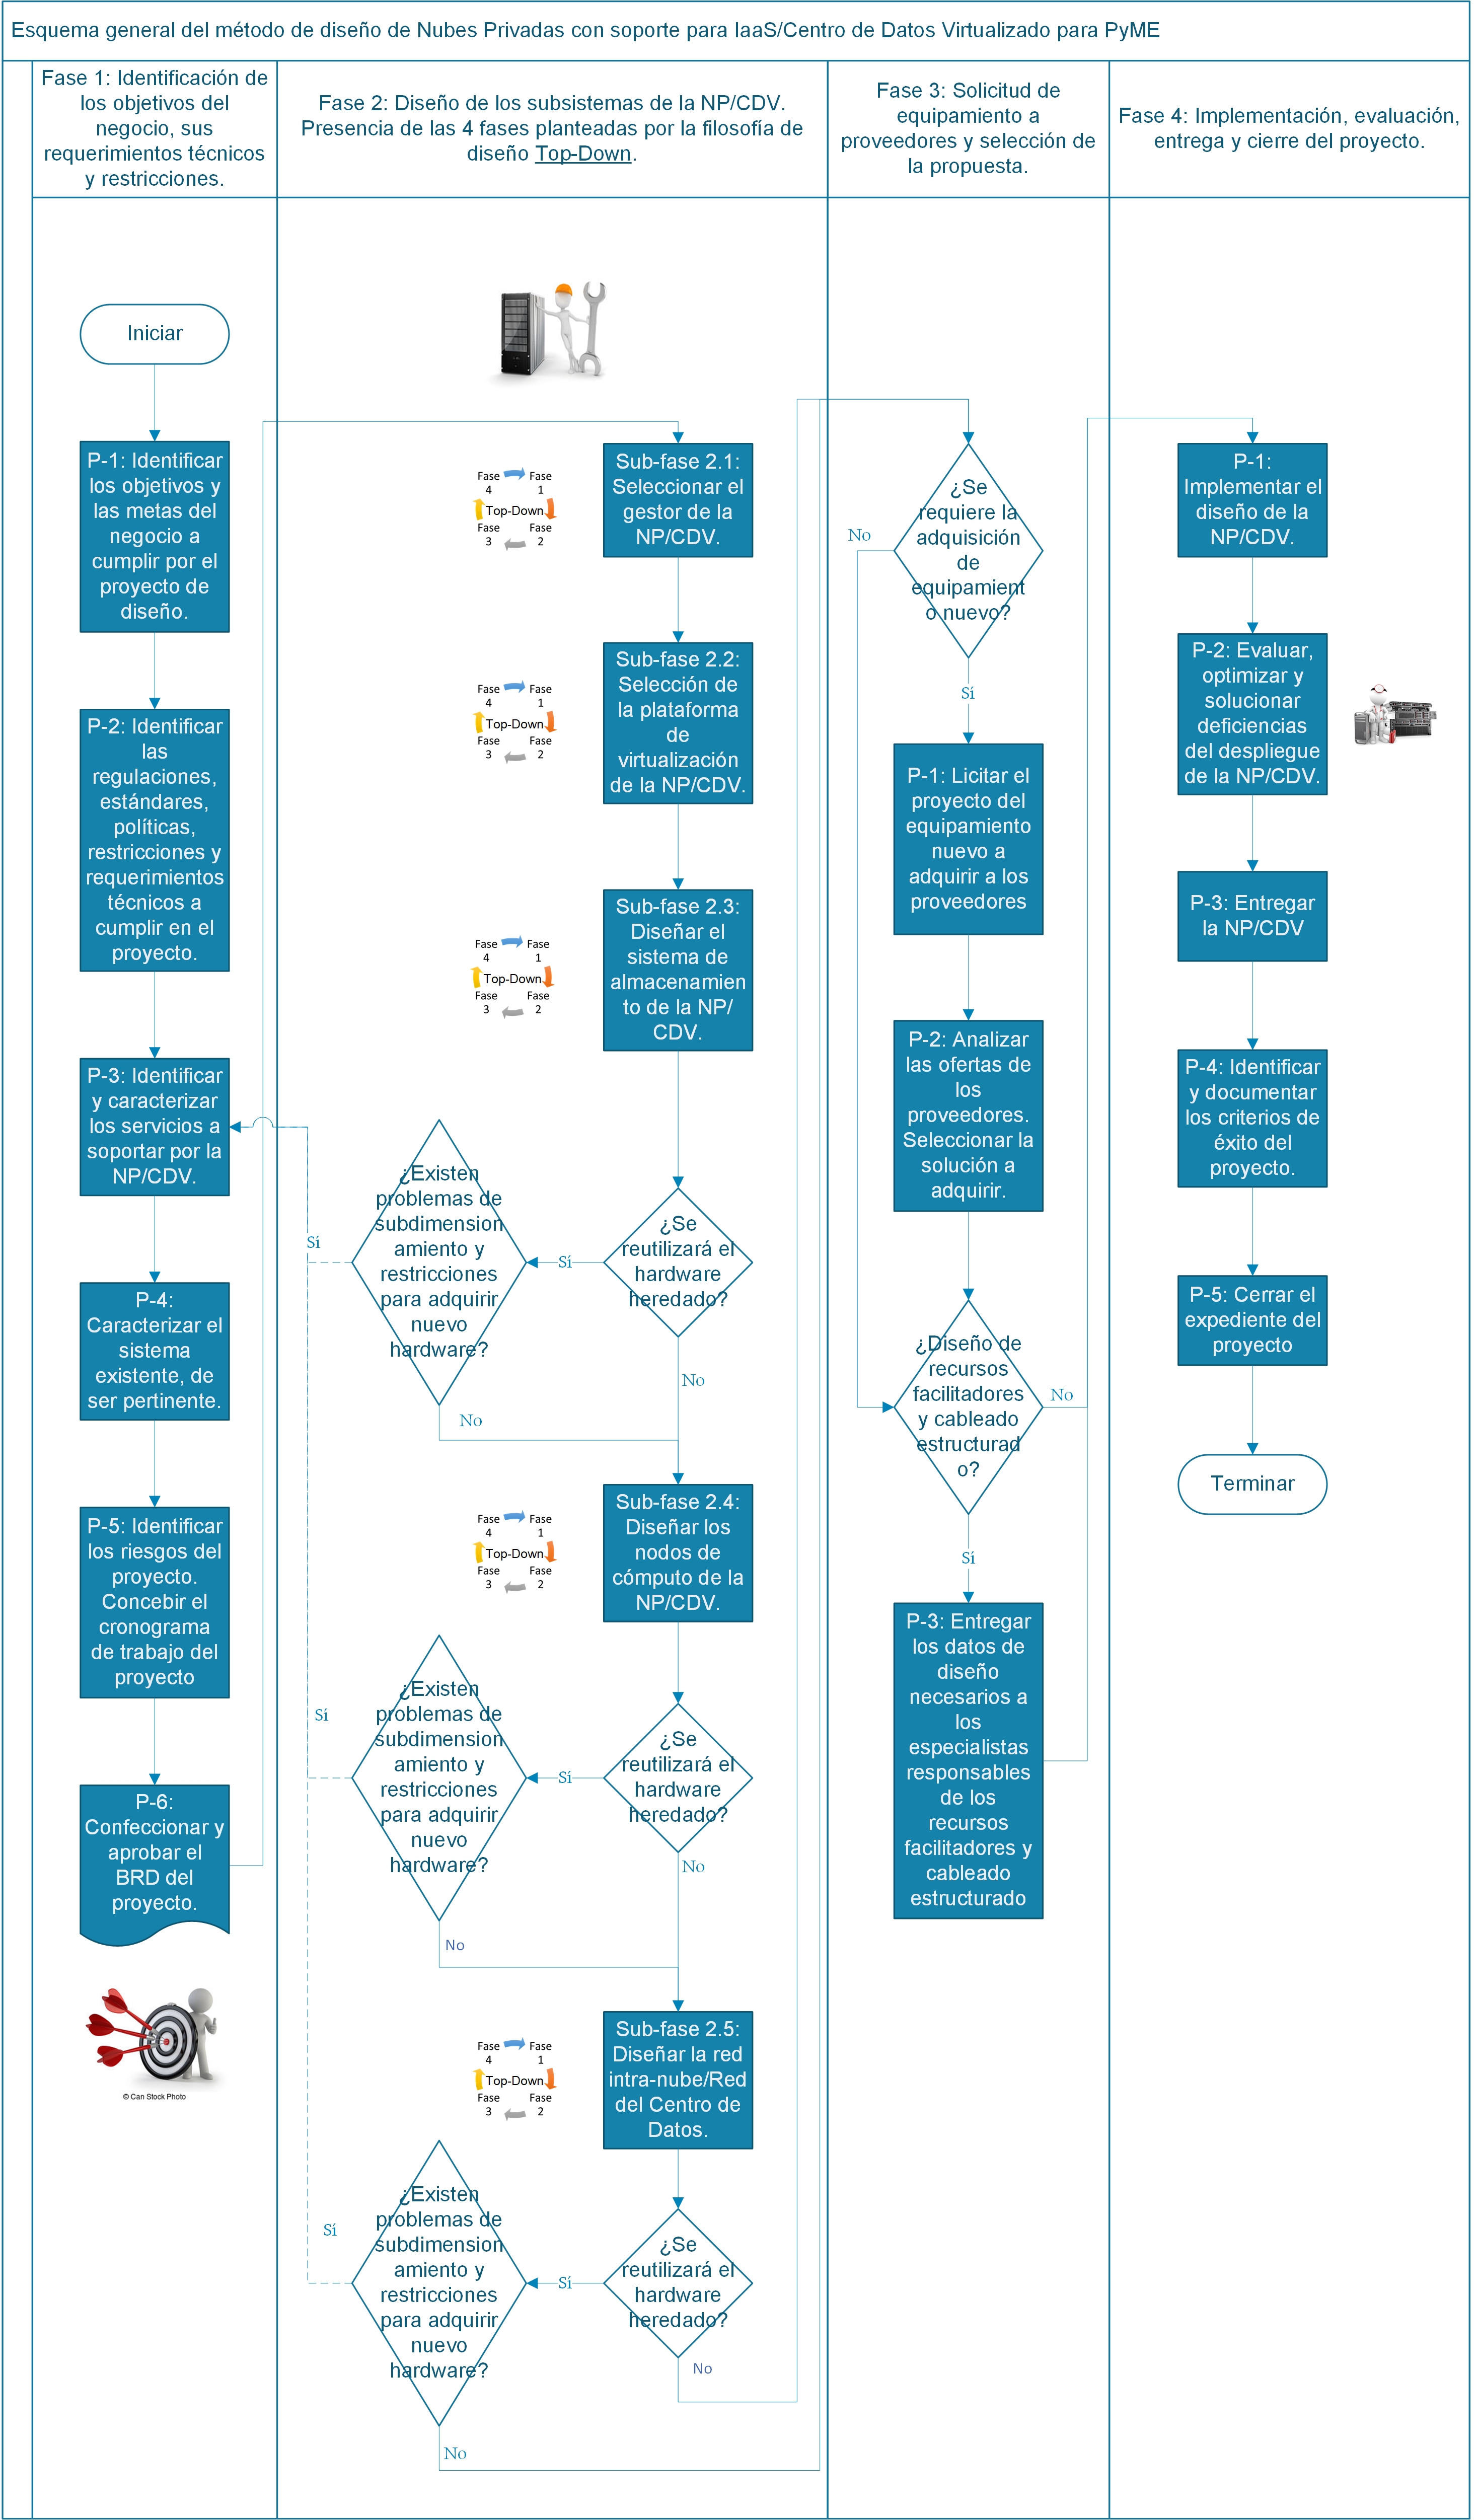 Esquema general del método de diseño de Nubes Privadas con soporte para IaaS/Centro de Datos Virtualizado para PyME
Fase 1: Identificación de
los objetivos del
negocio, sus
requerimientos técnicos
y restricciones.
Fase 2: Diseño de los subsistemas de la NP/CDV.
Presencia de las 4 fases planteadas por la filosofía de
diseño Top-Down.
Fase 3: Solicitud de
equipamiento a
proveedores y selección de
la propuesta.
Fase 4: Implementación, evaluación,
entrega y cierre del proyecto.
Iniciar
P-1: Identificar
los objetivos y
las metas del
negocio a
cumplir por el
proyecto de
diseño.
P-2: Identificar
las
regulaciones,
estándares,
políticas,
restricciones y
requerimientos
técnicos a
cumplir en el
proyecto.
P-3: Identificar
y caracterizar
los servicios a
soportar por la
NP/CDV.
P-4:
Caracterizar el
sistema
existente, de
ser pertinente.
P-5: Identificar
los riesgos del
proyecto.
Concebir el
cronograma
de trabajo del
proyecto
P-6:
Confeccionar y
aprobar el
BRD del
proyecto.
© Can Stock Photo
Fase Fase
4 1
Top-Down
Fase Fase
3 2
Sub-fase 2.1:
Seleccionar el
gestor de la
NP/CDV.
Fase Fase
4 1
Top-Down
Fase Fase
3 2
Sub-fase 2.2:
Selección de
la plataforma
de
virtualización
de la NP/CDV.
Fase Fase
4 1
Top-Down
Fase Fase
3 2
Sub-fase 2.3:
Diseñar el
sistema de
almacenamien
to de la NP/
CDV.
¿Se
reutilizará el
hardware
heredado?
Sí
No
¿Existen
problemas de
subdimension
amiento y
restricciones
para adquirir
nuevo
hardware?
Sí
No
Fase Fase
4 1
Top-Down
Fase Fase
3 2
Sub-fase 2.4:
Diseñar los
nodos de
cómputo de la
NP/CDV.
¿Se
reutilizará el
hardware
heredado?
Sí
No
¿Existen
problemas de
subdimension
amiento y
restricciones
para adquirir
nuevo
hardware?
Sí
No
Fase Fase
4 1
Top-Down
Fase Fase
3 2
Sub-fase 2.5:
Diseñar la red
intra-nube/Red
del Centro de
Datos.
¿Se
reutilizará el
hardware
heredado?
Sí
No
¿Existen
problemas de
subdimension
amiento y
restricciones
para adquirir
nuevo
hardware?
Sí
No
¿Se
requiere la
adquisición
de
equipamient
o nuevo?
No
Sí
P-1: Licitar el
proyecto del
equipamiento
nuevo a
adquirir a los
proveedores
P-2: Analizar
las ofertas de
los
proveedores.
Seleccionar la
solución a
adquirir.
¿Diseño de
recursos
facilitadores
y cableado
estructurad
o?
No
Sí
P-3: Entregar
los datos de
diseño
necesarios a
los
especialistas
responsables
de los
recursos
facilitadores y
cableado
estructurado
P-1:
Implementar el
diseño de la
NP/CDV.
P-2: Evaluar,
optimizar y
solucionar
deficiencias
del despliegue
de la NP/CDV.
P-3: Entregar
la NP/CDV
P-4: Identificar
y documentar
los criterios de
éxito del
proyecto.
P-5: Cerrar el
expediente del
proyecto
Terminar